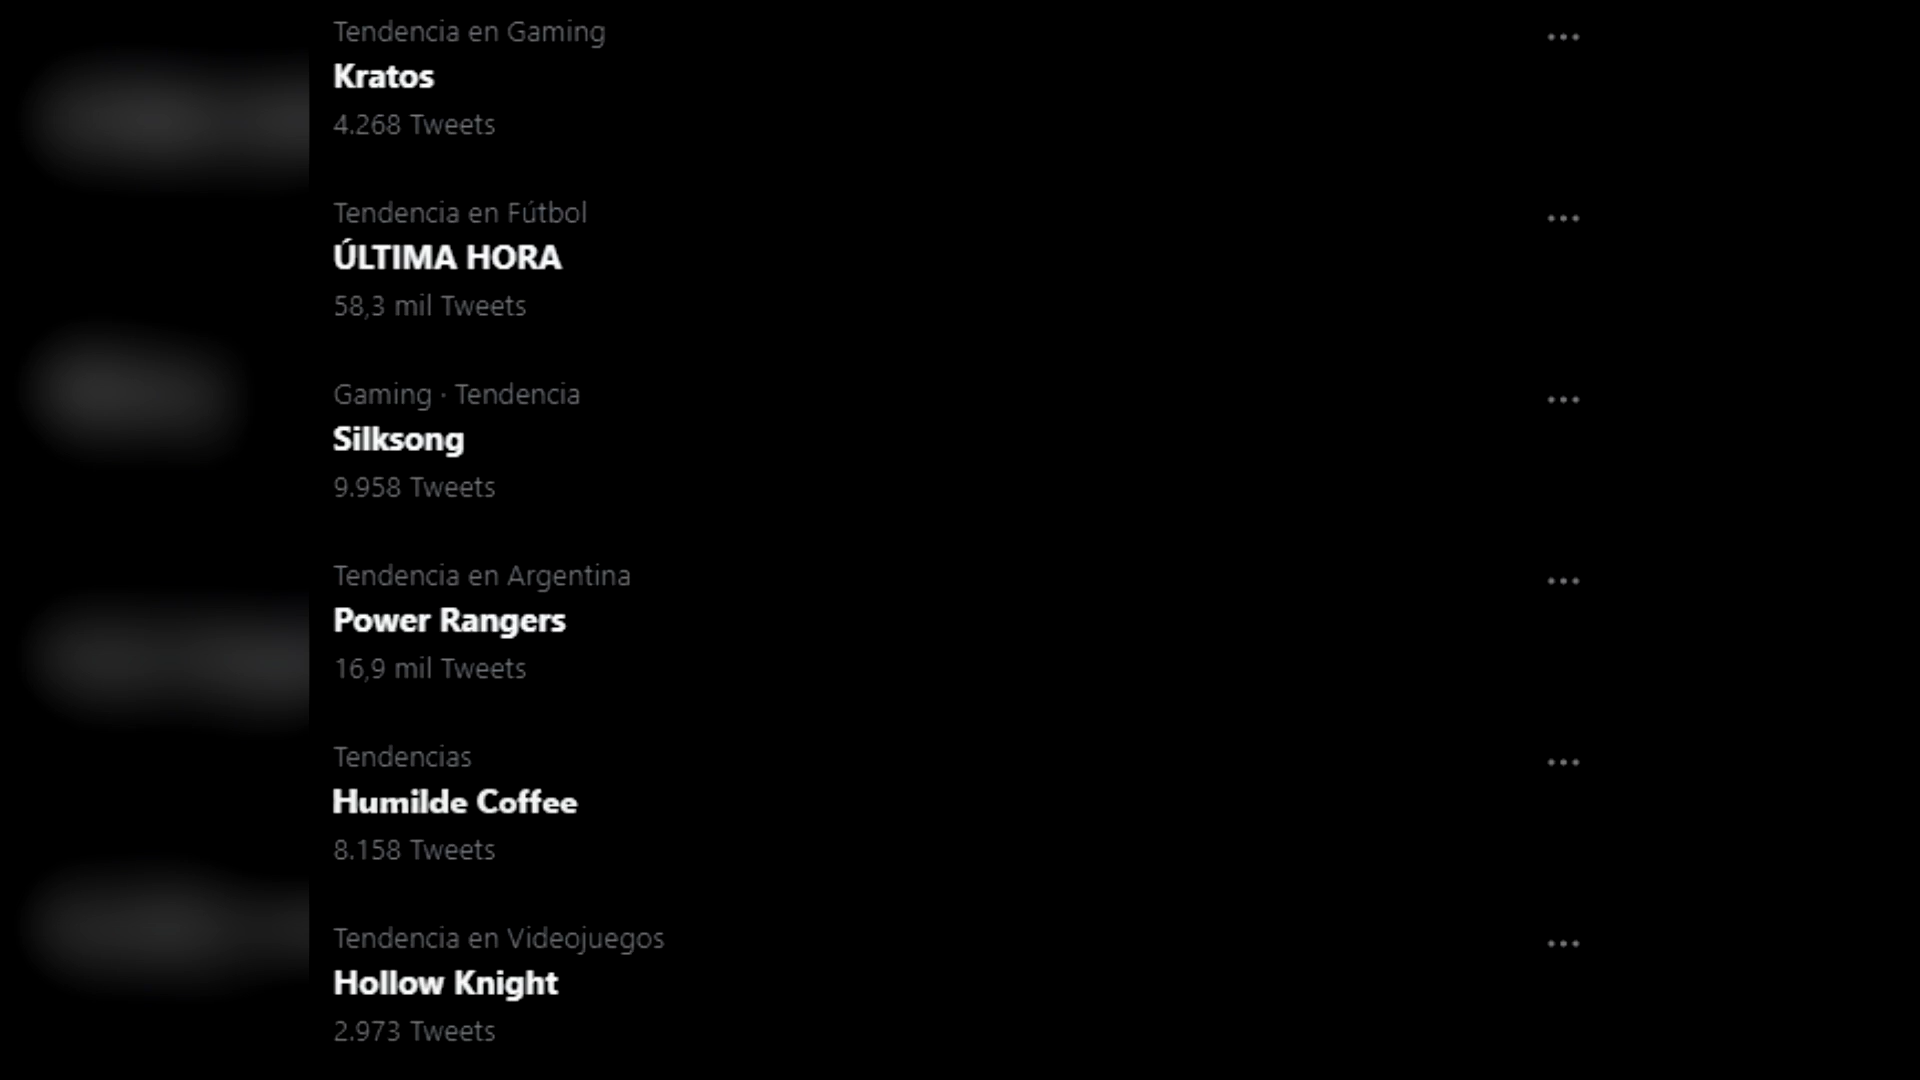 Tendencia en Gaming
Kratos
4.268 Tweets
Tendencia en Fútbol
ÚLTIMA HORA
58,3 mil Tweets
Gaming · Tendencia
Silksong
9.958 Tweets
Tendencia en Argentina
Power Rangers
16,9 mil Tweets
Tendencias
Humilde Coffee
8.158 Tweets
Tendencia en Videojuegos
Hollow Knight
2.973 Tweets